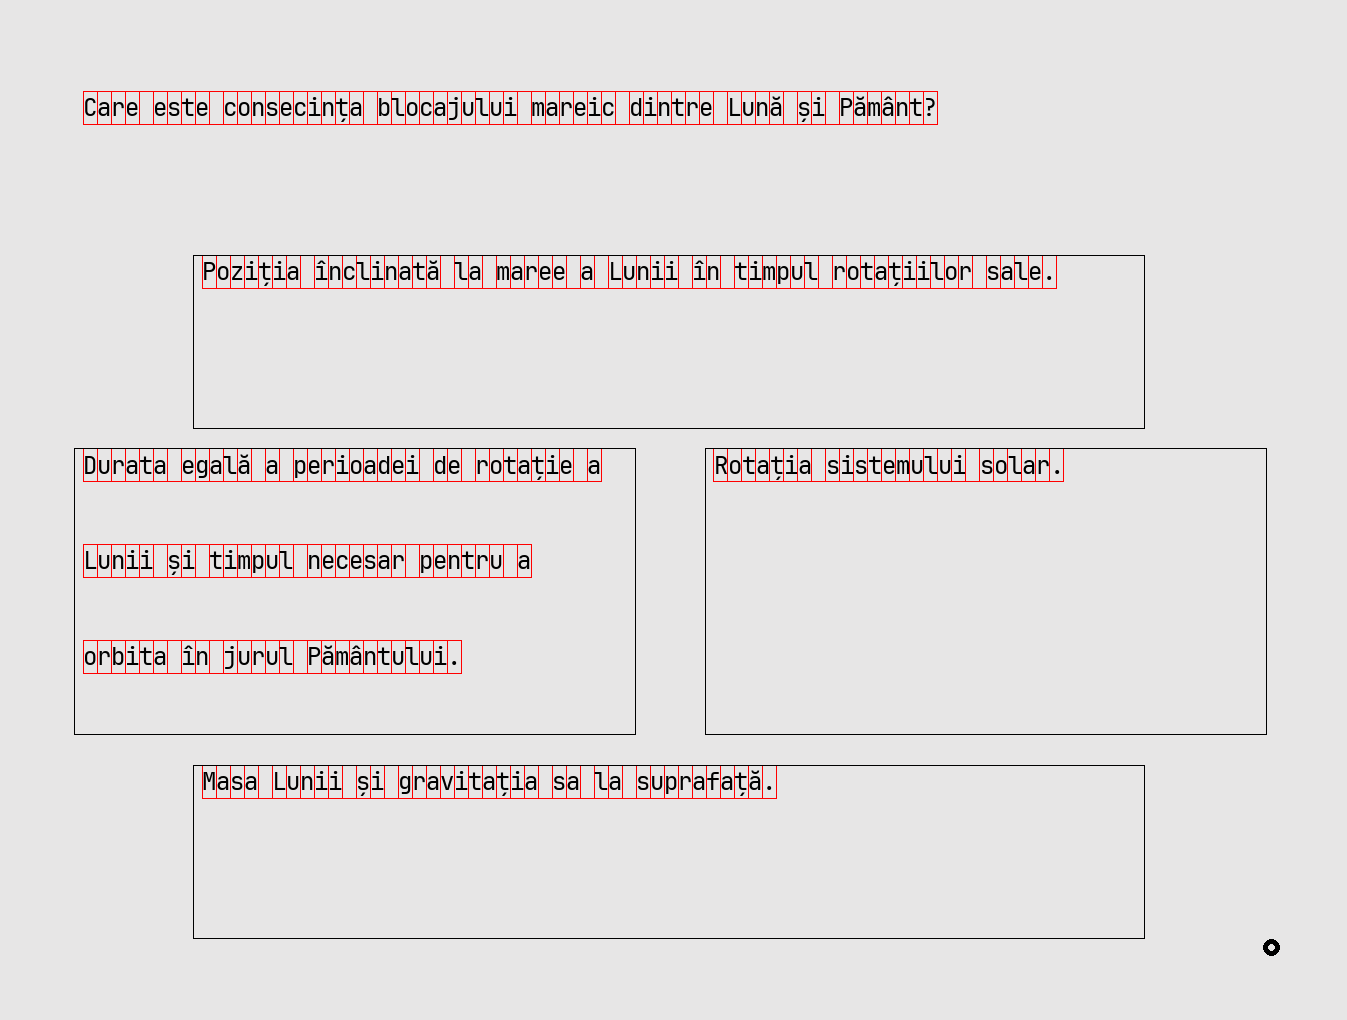 Care este consecința blocajului mareic dintre Lună și Pământ?
Poziția înclinată la maree a Lunii în timpul rotațiilor sale.
Durata egală a perioadei de rotație a
Lunii și timpul necesar pentru a
orbita în jurul Pământului.
Rotația sistemului solar.
Masa Lunii și gravitația sa la suprafață.